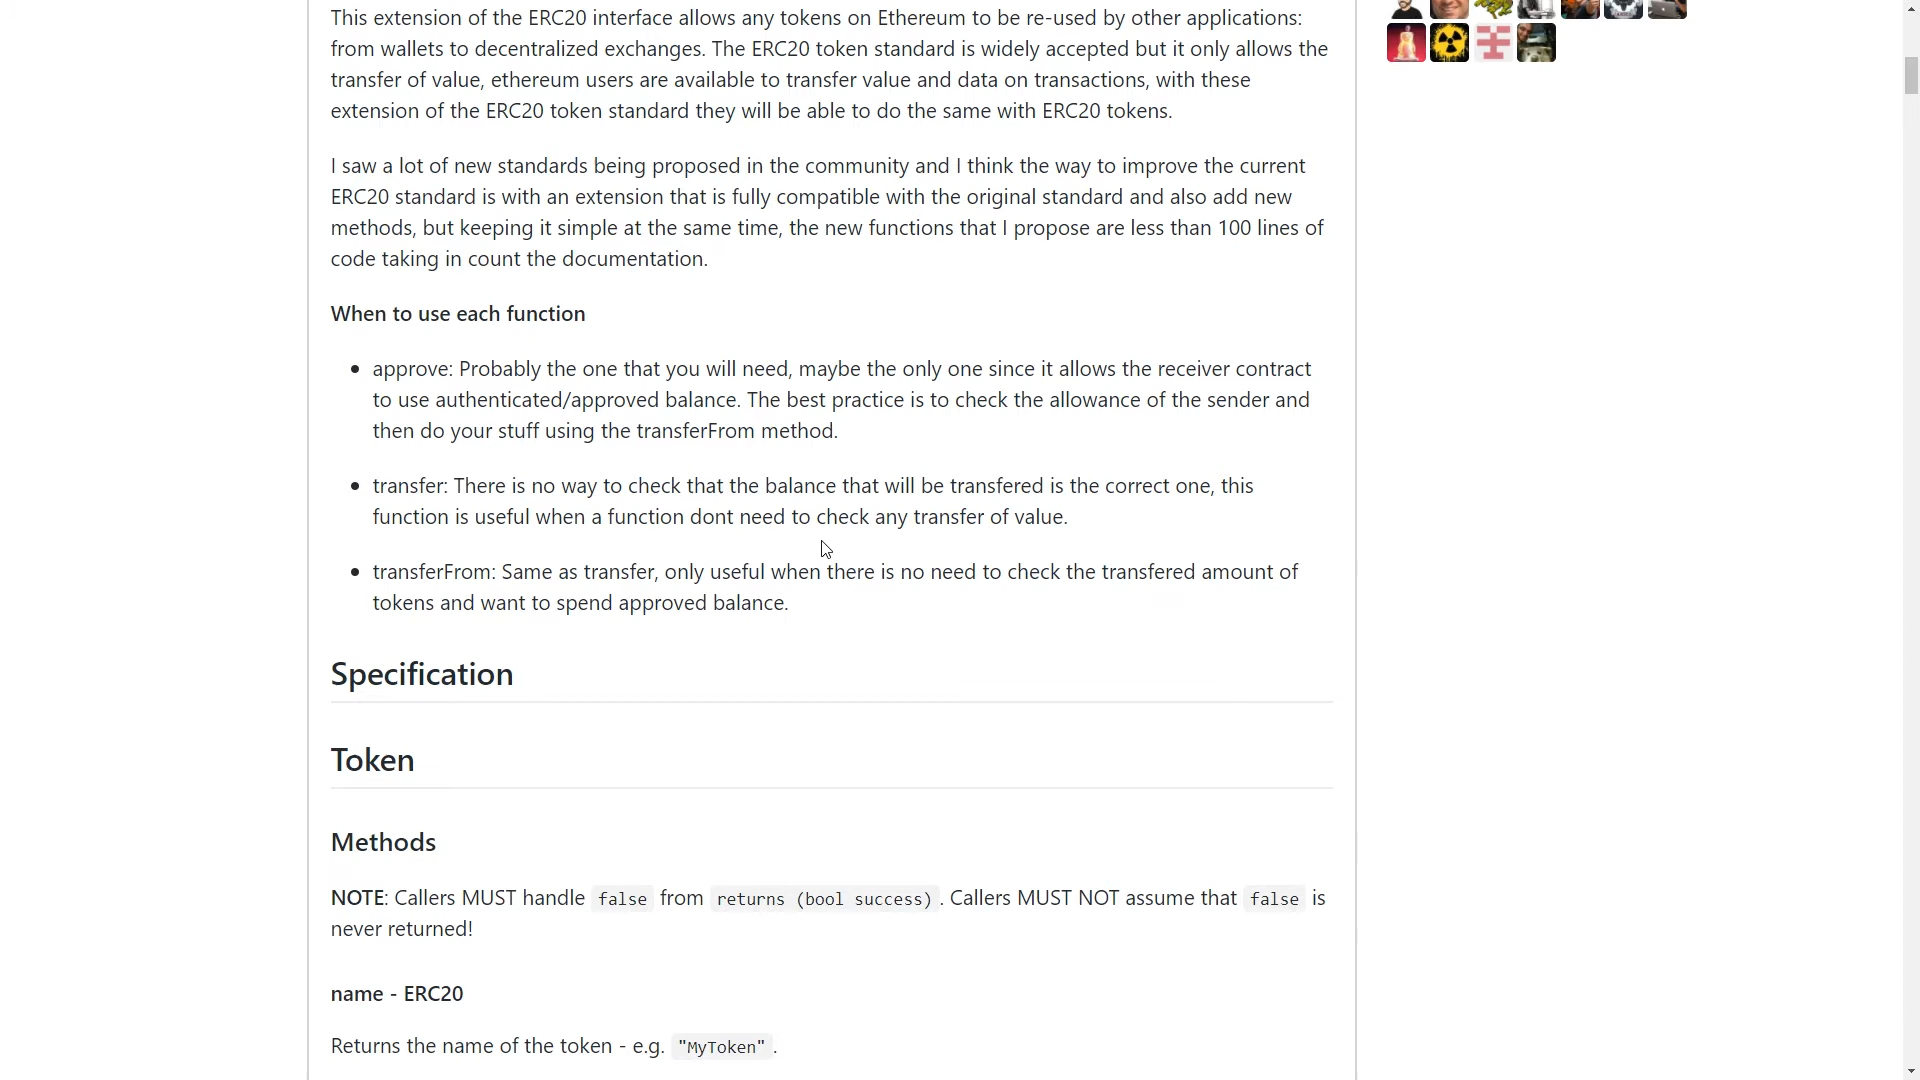 This extension of the ERC20 interface allows any tokens on Ethereum to be re-used by other applications:
from wallets to decentralized exchanges. The ERC20 token standard is widely accepted but it only allows the
transfer of value, ethereum users are available to transfer value and data on transactions, with these
extension of the ERC20 token standard they will be able to do the same with ERC20 tokens.
I saw a lot of new standards being proposed in the community and I think the way to improve the current
ERC20 standard is with an extension that is fully compatible with the original standard and also add new
methods, but keeping it simple at the same time, the new functions that I propose are less than 100 lines of
code taking in count the documentation.
When to use each function
• approve: Probably the one that you will need, maybe the only one since it allows the receiver contract
to use authenticated/approved balance. The best practice is to check the allowance of the sender and
then do your stuff using the transferFrom method.
• transfer: There is no way to check that the balance that will be transfered is the correct one, this
function is useful when a function dont need to check any transfer of value.
• transferFrom: Same as transfer, only useful when there is no need to check the transfered amount of
tokens and want to spend approved balance.
Specification
Token
Methods
NOTE: Callers MUST handle false from returns (bool success). Callers MUST NOT assume that false is
never returned!
name - ERC20
Returns the name of the token - e.g. "MyToken".